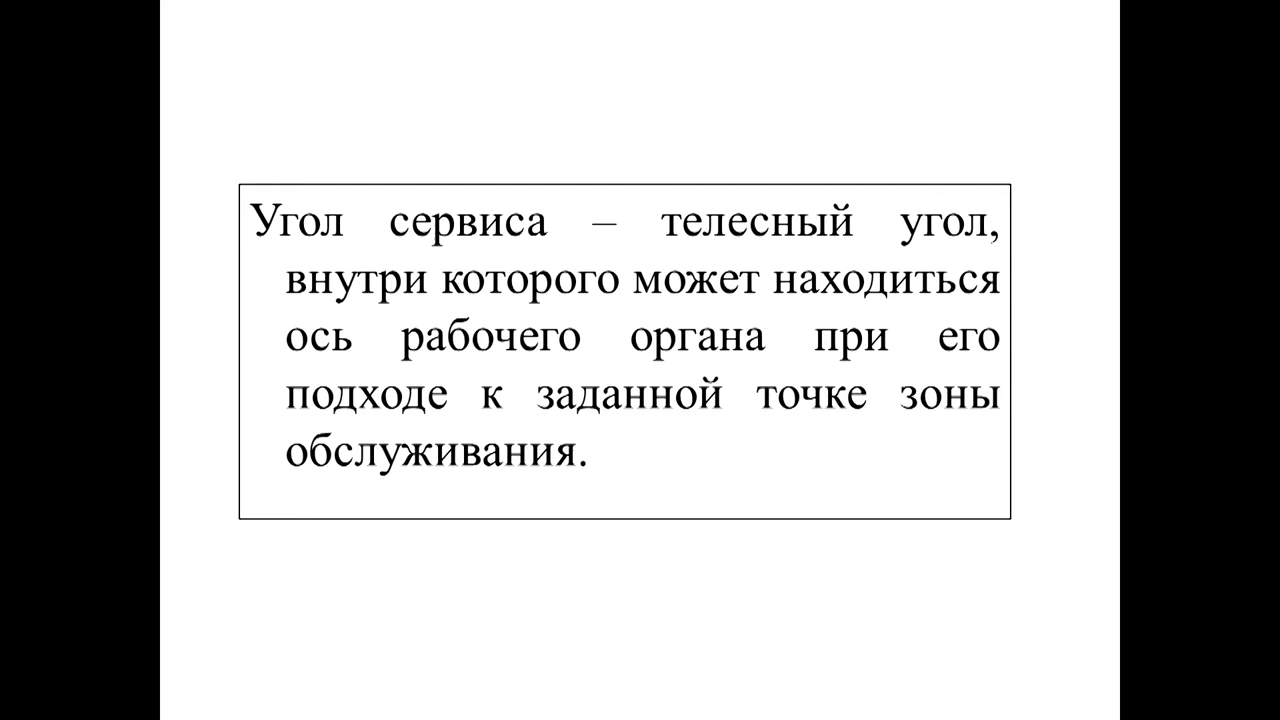 Угол сервиса – телесный угол,
внутри которого может находиться
ось рабочего органа при его
подходе к заданной точке зоны
обслуживания.